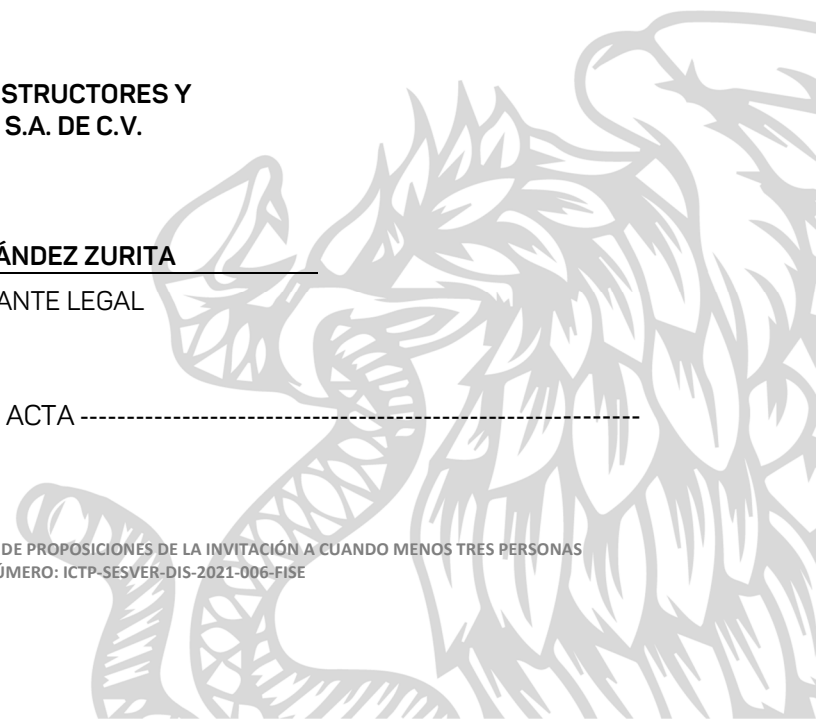 STRUCTORES Y
S.A. DE C.V.
ÁNDEZ ZURITA
ANTE LEGAL
ACTA ------------------------------------------------------------
DE PROPOSICIONES DE LA INVITACIÓN A CUANDO MENOS TRES PERSONAS
ÚMERO: ICTP-SESVER-DIS-2021-006-FISE